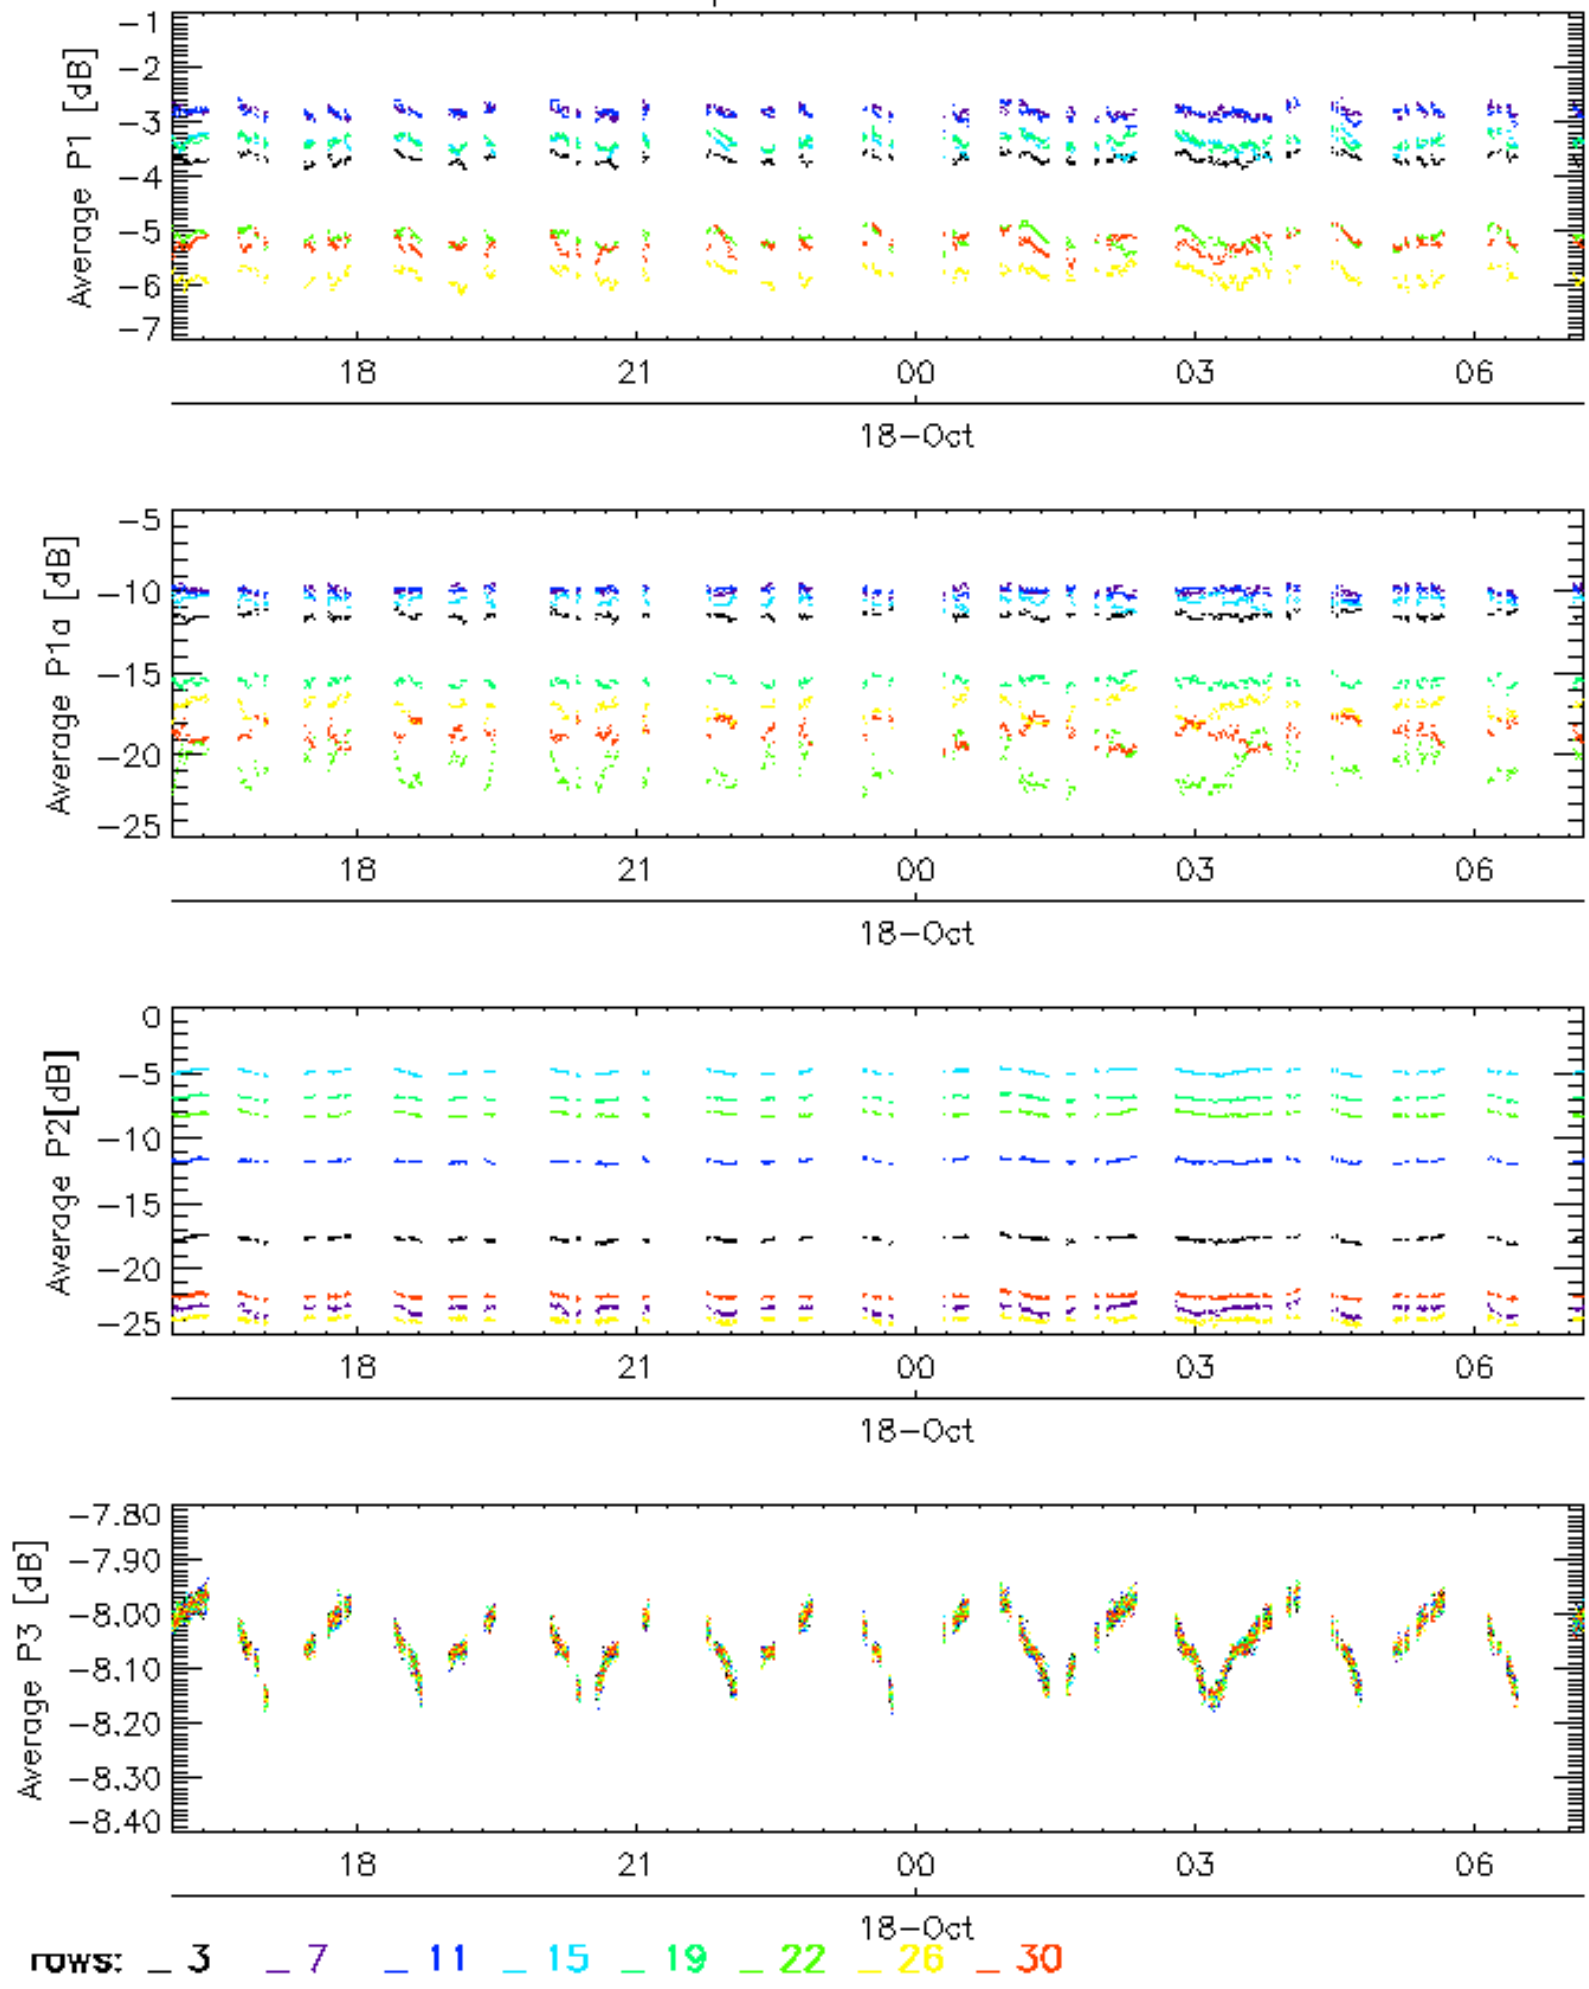 Average P1 [dB]
-1
-2
-3
-4
-5
-6
-7
18 21 00 03 06
18-Oct
Average P1a [dB]
-5
-10
-15
-20
-25
18 21 00 03 06
18-Oct
Average P2[dB]
0
-5
-10
-15
-20
-25
18 21 00 03 06
18-Oct
Average P3 [dB]
-7.80
-7.90
-8.00
-8.10
-8.20
-8.30
-8.40
18 21 00 03 06
18-Oct
rows: _ 3 _ 7 _ 11 _ 15 _ 19 _ 22 _ 26 _ 30